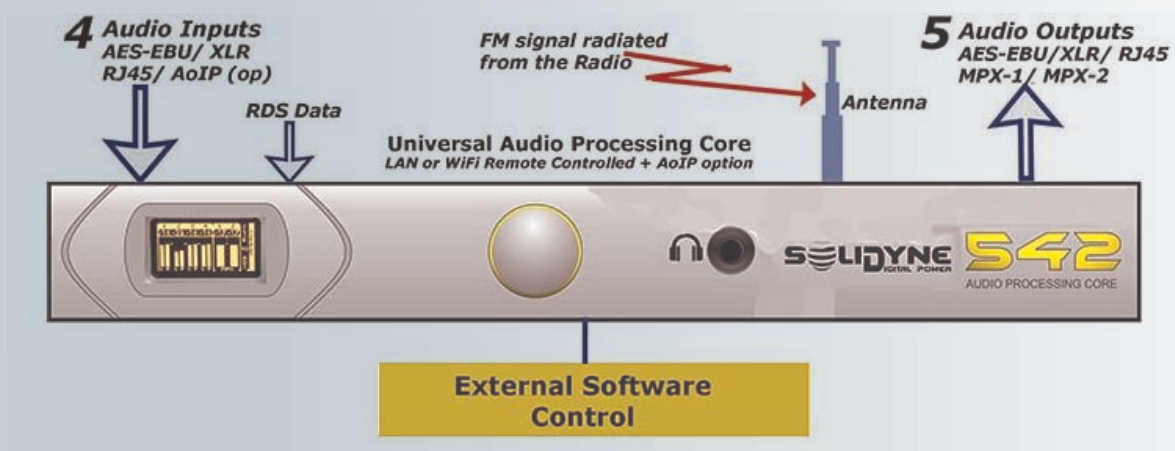 4 Audio Inputs
AES-EBU/ XLR
RJ45/ AoIP (op)
RDS Data
FM signal radiated
from the Radio
Antenna
5 Audio Outputs
AES-EBU/XLR/ RJ45
MPX-1/ MPX-2
Universal Audio Processing Core
LAN or WiFi Remote Controlled + AoIP option
SOLIDYNE
DIGITAL POWER
542
AUDIO PROCESSING CORE
External Software
Control